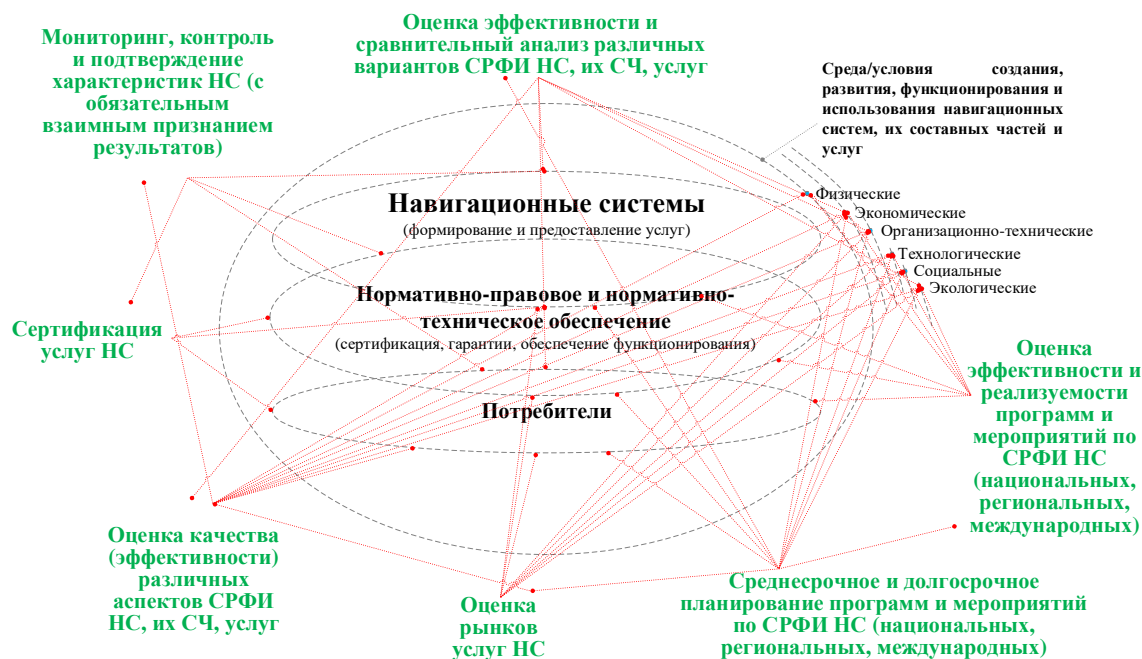 Мониторинг, контроль
и подтверждение
характеристик НС (с
обязательным
взаимным признанием
результатов)
Оценка эффективности и
сравнительный анализ различных
вариантов СРФИ НС, их СЧ, услуг
Среда/условия создания,
развития, функционирования и
использования навигационных
систем, их составных частей и
услуг
Физические
Экономические
Организационно-технические
Технологические
Социальные
Экологические
Навигационные системы
(формирование и предоставление услуг)
Нормативно-правовое и нормативно-
техническое обеспечение
(сертификация, гарантии, обеспечение функционирования)
Потребители
Сертификация
услуг НС
Оценка
эффективности и
реализуемости
программ и
мероприятий по
СРФИ НС
(национальных,
региональных,
международных)
Оценка качества
(эффективности)
различных
аспектов СРФИ
НС, их СЧ, услуг
Оценка
рынков
услуг НС
Среднесрочное и долгосрочное
планирование программ и мероприятий
по СРФИ НС (национальных,
региональных, международных)